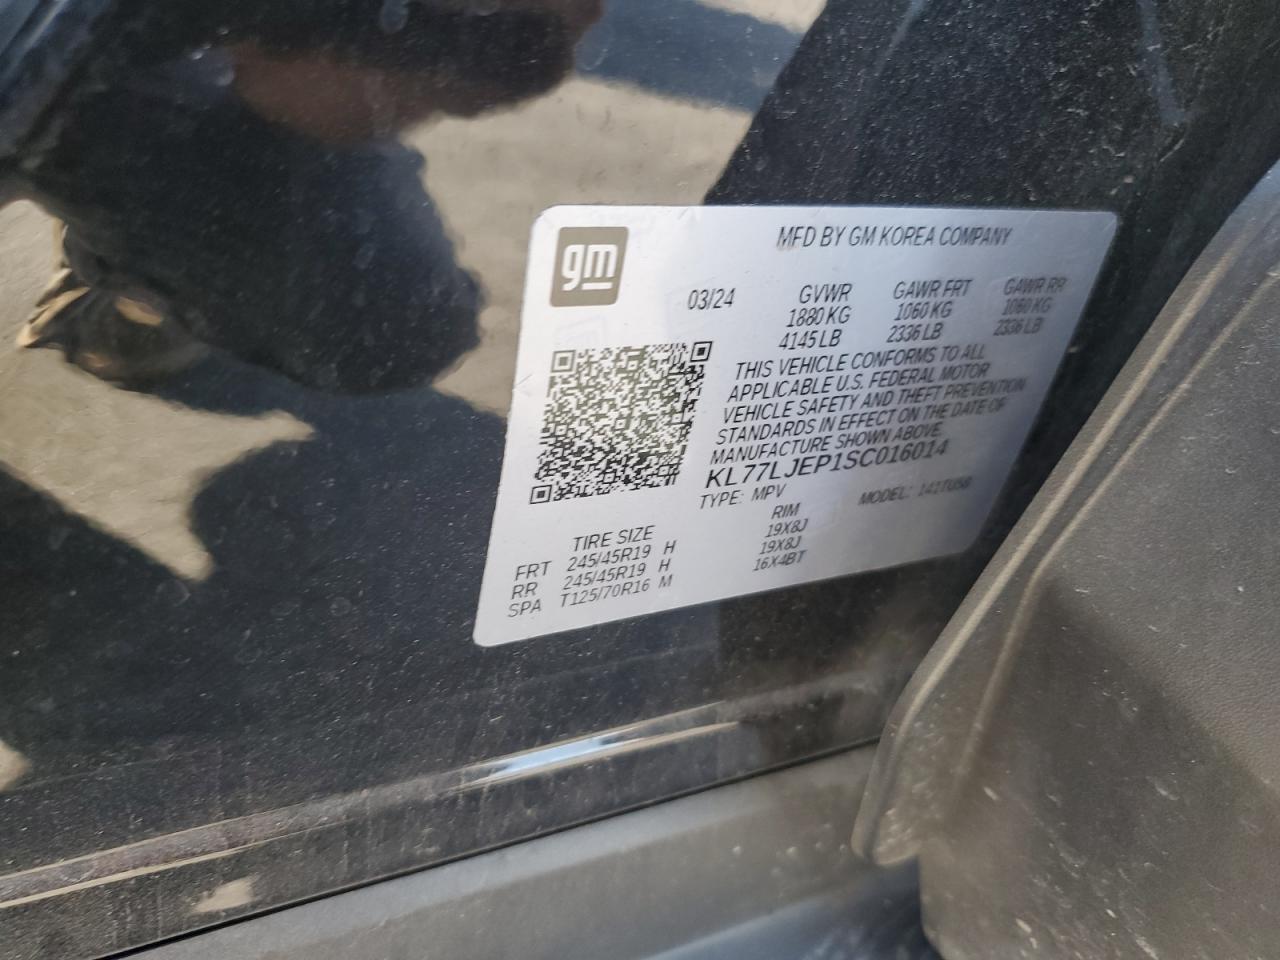 gm
MFD BY GM KOREA COMPANY
03/24
GVWR GAWR FRT GAWR RR
1880 KG 1060 KG 1060 KG
4145 LB 2336 LB 2336 LB
THIS VEHICLE CONFORMS TO ALL
APPLICABLE U.S. FEDERAL MOTOR
VEHICLE SAFETY AND THEFT PREVENTION
STANDARDS IN EFFECT ON THE DATE OF
MANUFACTURE SHOWN ABOVE.
KL77LJEP1SC016014
TYPE: MPV MODEL: 141TU58
TIRE SIZE RIM
FRT 245/45R19 H 19X8J
RR 245/45R19 H 19X8J
SPA T125/70R16 M 16X4BT